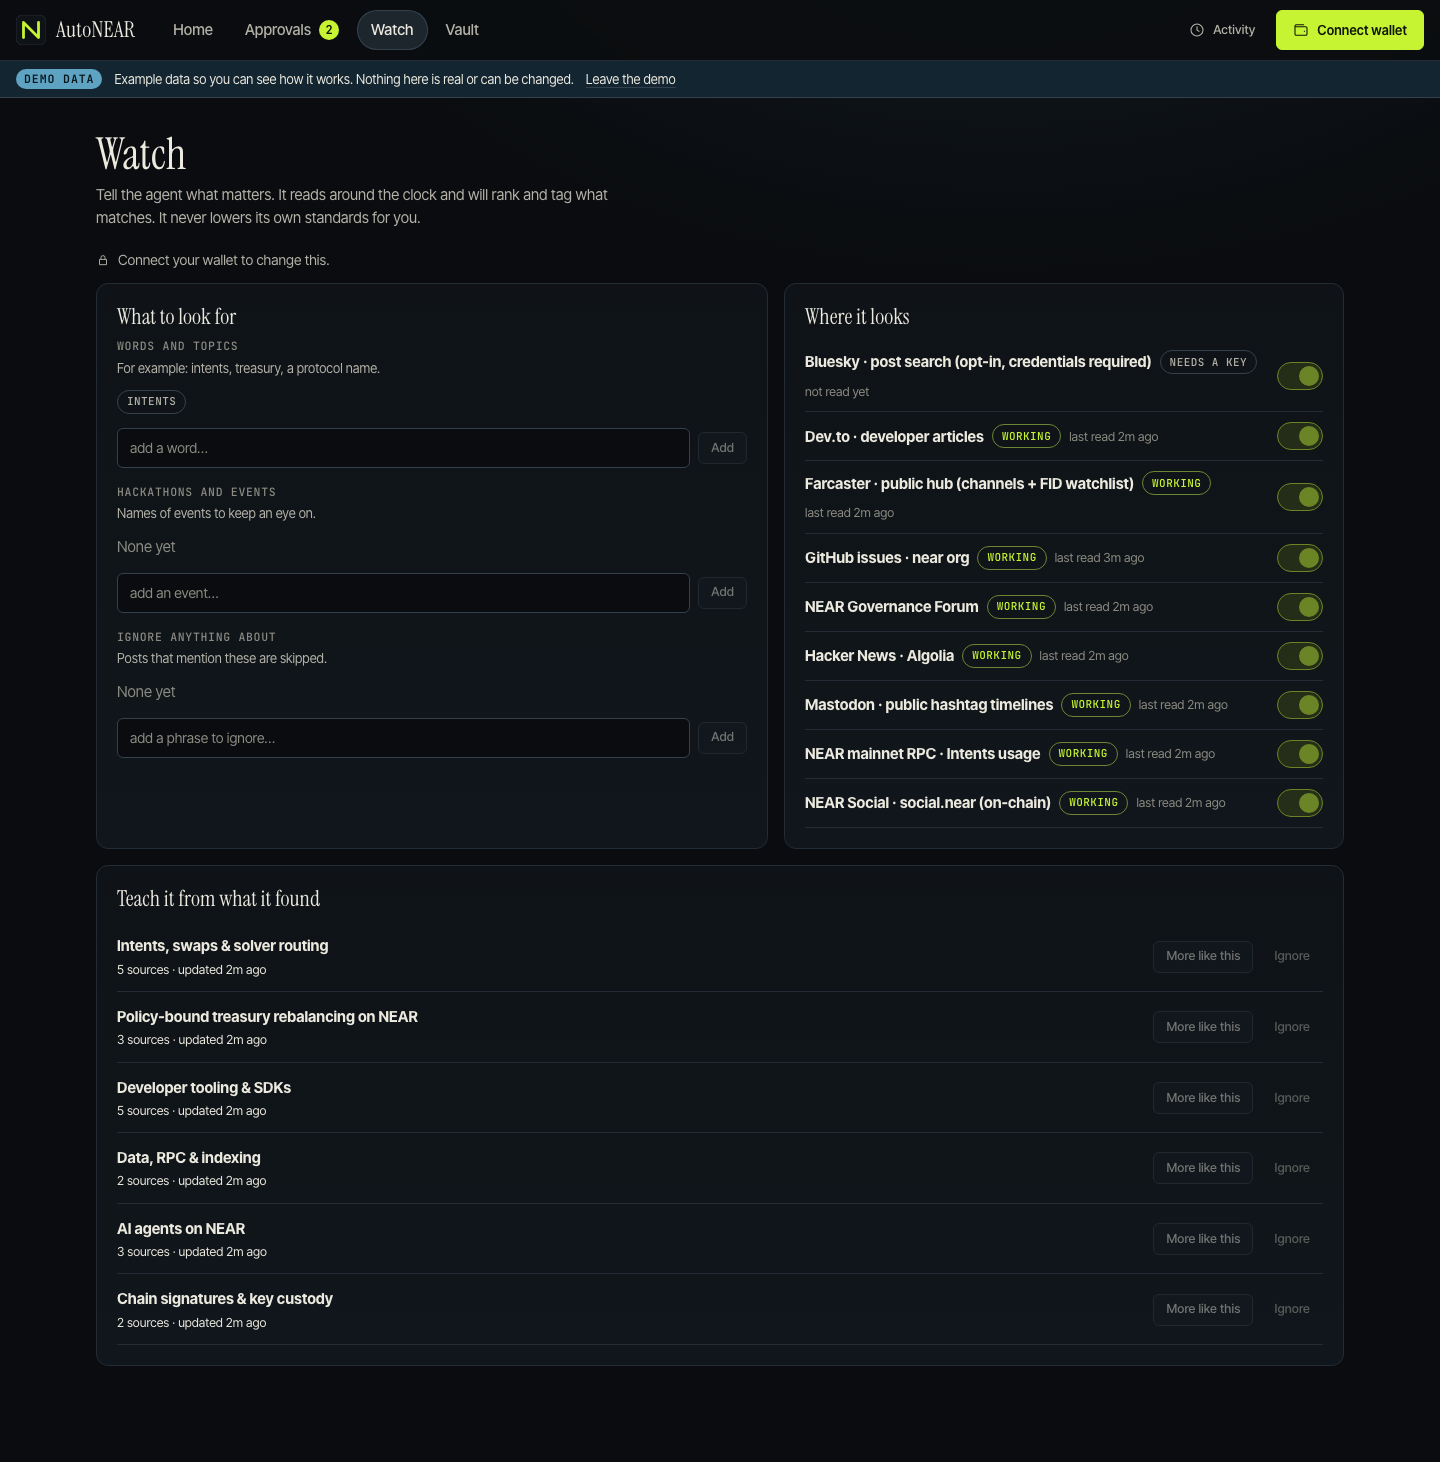 AutoNEAR
Home
Approvals 2
Watch
Vault
Activity
Connect wallet
DEMO DATA Example data so you can see how it works. Nothing here is real or can be changed. Leave the demo
Watch
Tell the agent what matters. It reads around the clock and will rank and tag what
matches. It never lowers its own standards for you.
Connect your wallet to change this.
What to look for
WORDS AND TOPICS
For example: intents, treasury, a protocol name.
INTENTS
add a word... Add
HACKATHONS AND EVENTS
Names of events to keep an eye on.
None yet
add an event... Add
IGNORE ANYTHING ABOUT
Posts that mention these are skipped.
None yet
add a phrase to ignore... Add
Where it looks
Bluesky · post search (opt-in, credentials required) NEEDS A KEY
not read yet
Dev.to · developer articles WORKING last read 2m ago
Farcaster · public hub (channels + FID watchlist) WORKING
last read 2m ago
GitHub issues · near org WORKING last read 3m ago
NEAR Governance Forum WORKING last read 2m ago
Hacker News · Algolia WORKING last read 2m ago
Mastodon · public hashtag timelines WORKING last read 2m ago
NEAR mainnet RPC · Intents usage WORKING last read 2m ago
NEAR Social · social.near (on-chain) WORKING last read 2m ago
Teach it from what it found
Intents, swaps & solver routing
5 sources · updated 2m ago
More like this Ignore
Policy-bound treasury rebalancing on NEAR
3 sources · updated 2m ago
More like this Ignore
Developer tooling & SDKs
5 sources · updated 2m ago
More like this Ignore
Data, RPC & indexing
2 sources · updated 2m ago
More like this Ignore
AI agents on NEAR
3 sources · updated 2m ago
More like this Ignore
Chain signatures & key custody
2 sources · updated 2m ago
More like this Ignore